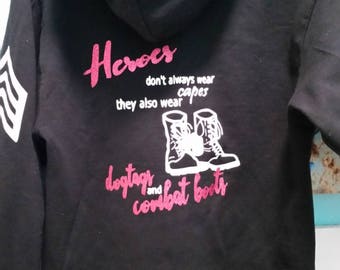 Heroes
don't always wear
capes
they also wear
dogtags
and
combat boots